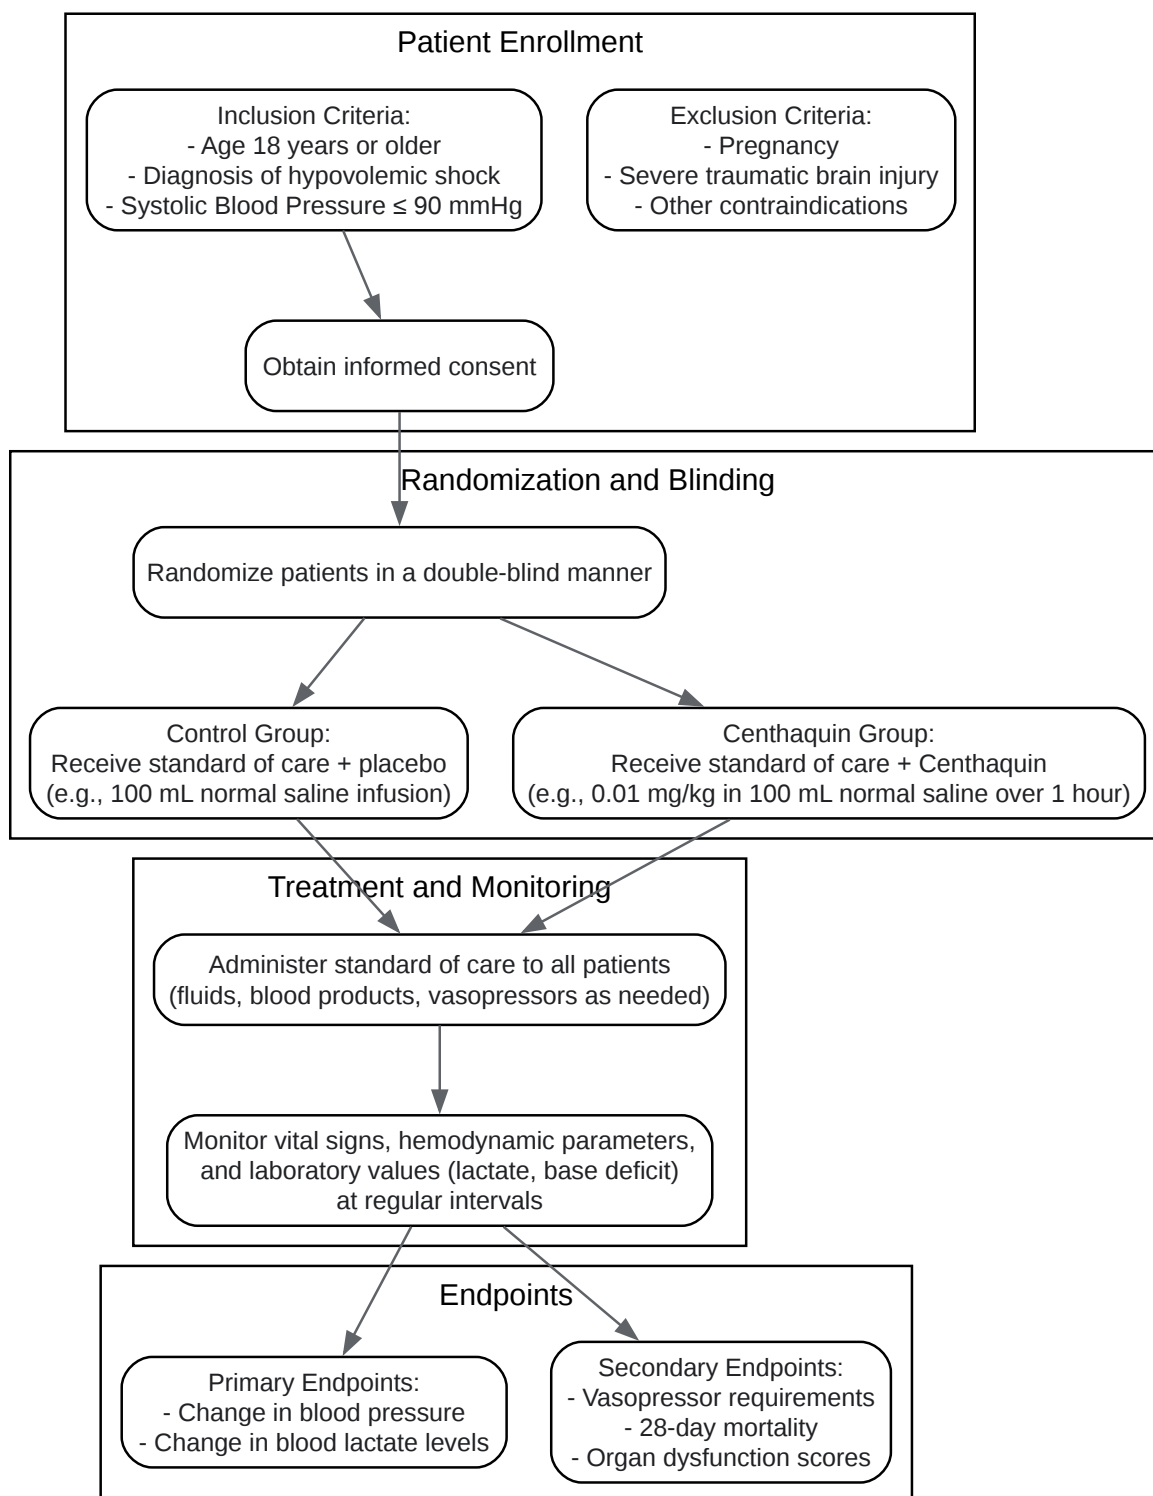 Patient Enrollment
Inclusion Criteria:
- Age 18 years or older
- Diagnosis of hypovolemic shock
- Systolic Blood Pressure ≤ 90 mmHg
Exclusion Criteria:
- Pregnancy
- Severe traumatic brain injury
- Other contraindications
Obtain informed consent
Randomization and Blinding
Randomize patients in a double-blind manner
Control Group:
Receive standard of care + placebo
(e.g., 100 mL normal saline infusion)
Centhaquin Group:
Receive standard of care + Centhaquin
(e.g., 0.01 mg/kg in 100 mL normal saline over 1 hour)
Treatment and Monitoring
Administer standard of care to all patients
(fluids, blood products, vasopressors as needed)
Monitor vital signs, hemodynamic parameters,
and laboratory values (lactate, base deficit)
at regular intervals
Endpoints
Primary Endpoints:
- Change in blood pressure
- Change in blood lactate levels
Secondary Endpoints:
- Vasopressor requirements
- 28-day mortality
- Organ dysfunction scores